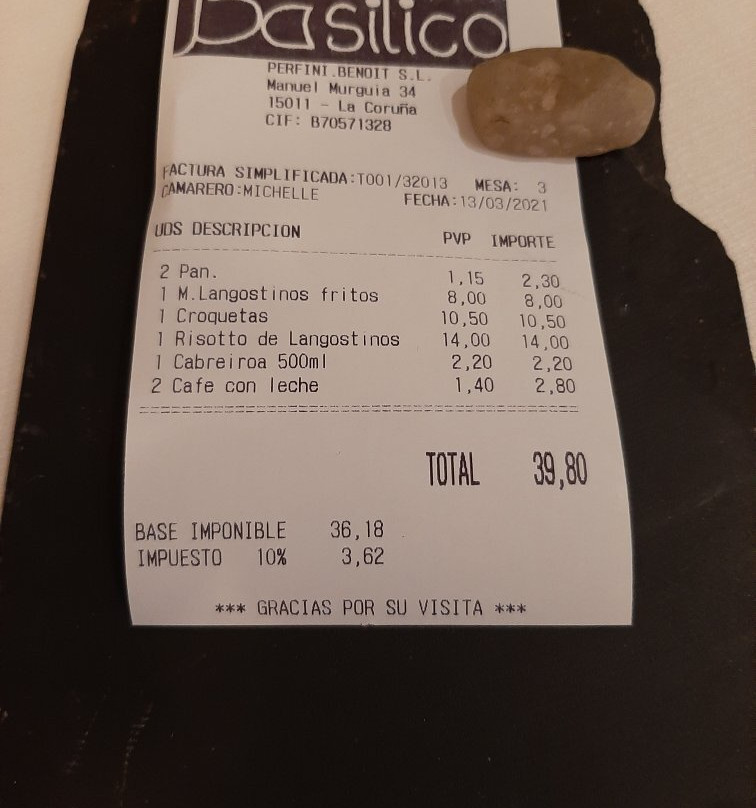 basilico
PERFINI.BENOIT S.L.
Manuel Murguia 34
15011 - La Coruña
CIF: B70571328
FACTURA SIMPLIFICADA:T001/32013 MESA: 3
CAMARERO:MICHELLE FECHA:13/03/2021
UDS DESCRIPCION PVP IMPORTE
2 Pan. 1,15 2,30
1 M.Langostinos fritos 8,00 8,00
1 Croquetas 10,50 10,50
1 Risotto de Langostinos 14,00 14,00
1 Cabreiroa 500ml 2,20 2,20
2 Cafe con leche 1,40 2,80
TOTAL 39,80
BASE IMPONIBLE 36,18
IMPUESTO 10% 3,62
*** GRACIAS POR SU VISITA ***